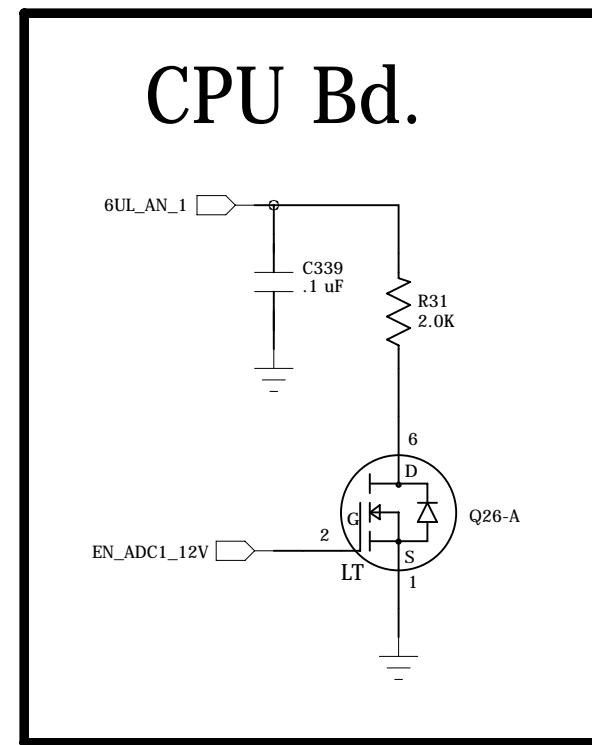 CPU Bd.
6UL_AN_1
C339
.1 uF
R31
2.0K
6
D
G
Q26-A
2
EN_ADC1_12V
S
LT
1